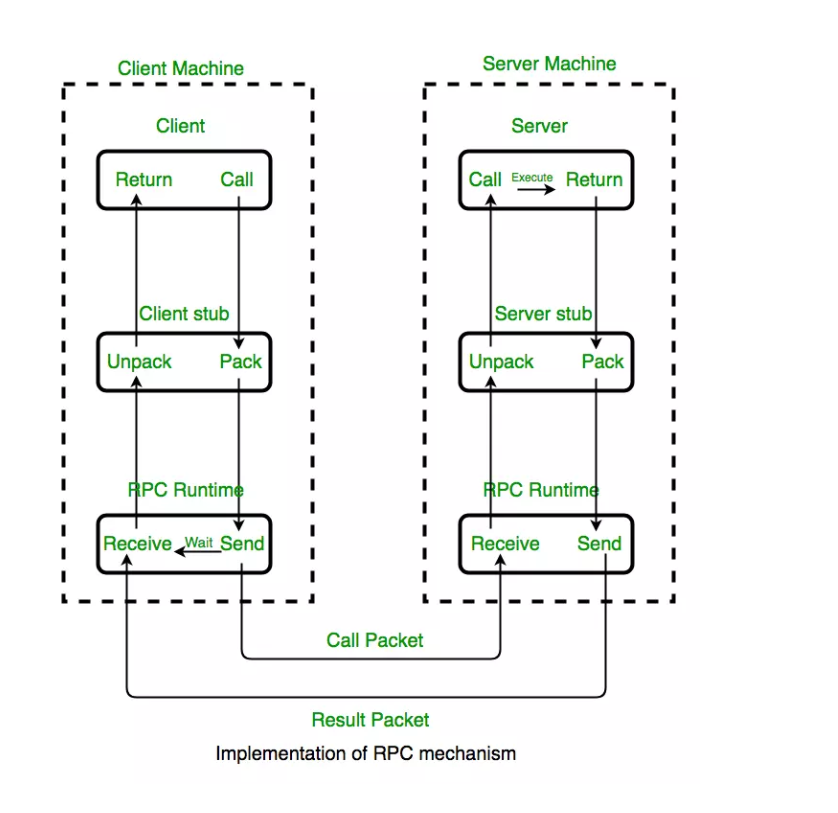 Client Machine
Server Machine
Client
Server
Return Call
Call Execute Return
Client stub
Server stub
Unpack Pack
Unpack Pack
RPC Runtime
RPC Runtime
Receive Wait Send
Receive Send
Call Packet
Result Packet
Implementation of RPC mechanism